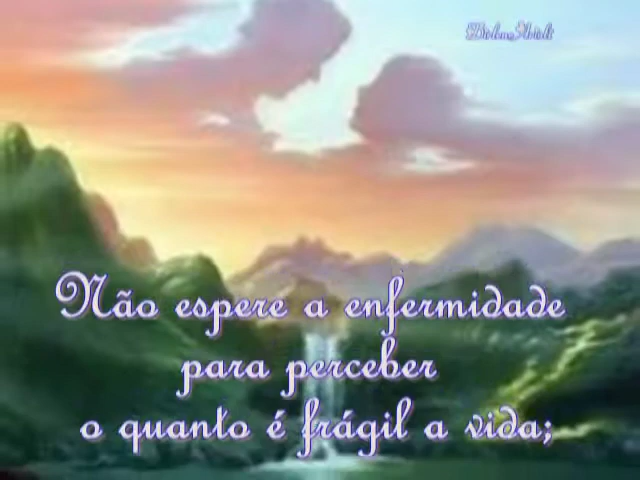 Não espere a enfermidade
para perceber
o quanto é frágil a vida;